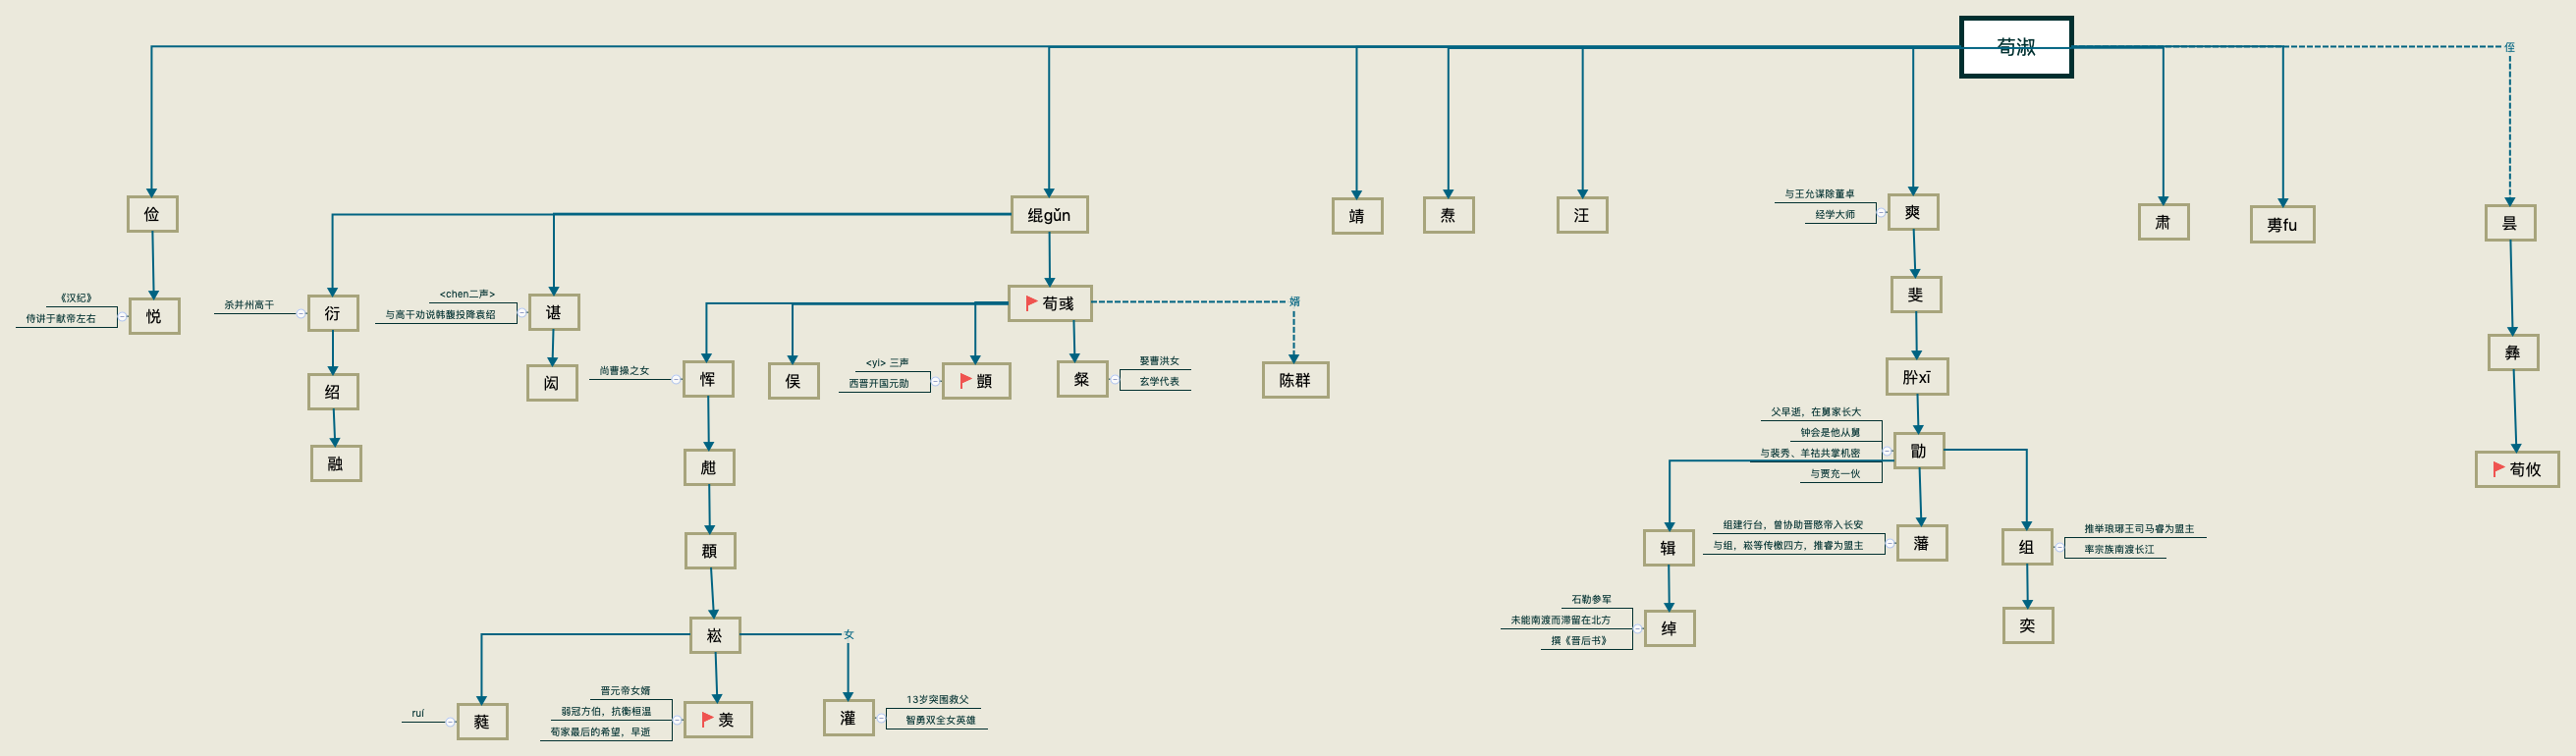 荀淑
侄
俭
绲gǔn
靖
焘
汪
与王允谋除董卓
经学大师
爽
肃
旉fu
昙
《汉纪》
侍讲于献帝左右
悦
杀并州高干
衍
<chen二声>
与高干劝说韩馥投降袁绍
谌
荀彧
婿
斐
彝
绍
闳
尚曹操之女
恽
俣
<yi> 三声
西晋开国元勋
顗
粲
娶曹洪女
玄学代表
陈群
肸xī
融
彪
父早逝，在舅家长大
钟会是他从舅
与裴秀、羊祜共掌机密
与贾充一伙
勖
荀攸
頵
辑
组建行台，曾协助晋愍帝入长安
与组，崧等传檄四方，推睿为盟主
藩
组
推举琅琊王司马睿为盟主
率宗族南渡长江
崧
女
石勒参军
未能南渡而滞留在北方
撰《晋后书》
绰
奕
ruí
蕤
晋元帝女婿
弱冠方伯，抗衡桓温
荀家最后的希望，早逝
羡
灌
13岁突围救父
智勇双全女英雄